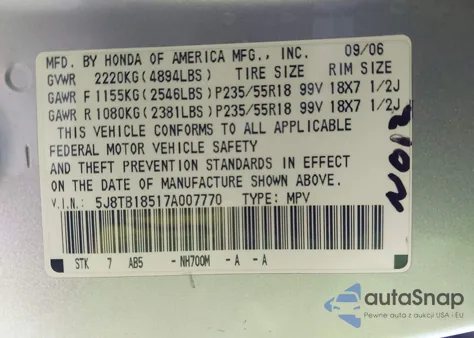 MFD. BY HONDA OF AMERICA MFG., INC. 09/06
GVWR 2220KG(4894LBS) TIRE SIZE RIM SIZE
GAWR F 1155KG(2546LBS)P235/55R18 99V 18X7 1/2J
GAWR R 1080KG(2381LBS)P235/55R18 99V 18X7 1/2J
THIS VEHICLE CONFORMS TO ALL APPLICABLE
FEDERAL MOTOR VEHICLE SAFETY
AND THEFT PREVENTION STANDARDS IN EFFECT
ON THE DATE OF MANUFACTURE SHOWN ABOVE.
V.I.N.: 5J8TB18517A007770 TYPE: MPV
STK 7 AB5 -NH700M -A -A
autaSnap
Pewne auta z aukcji USA i EU